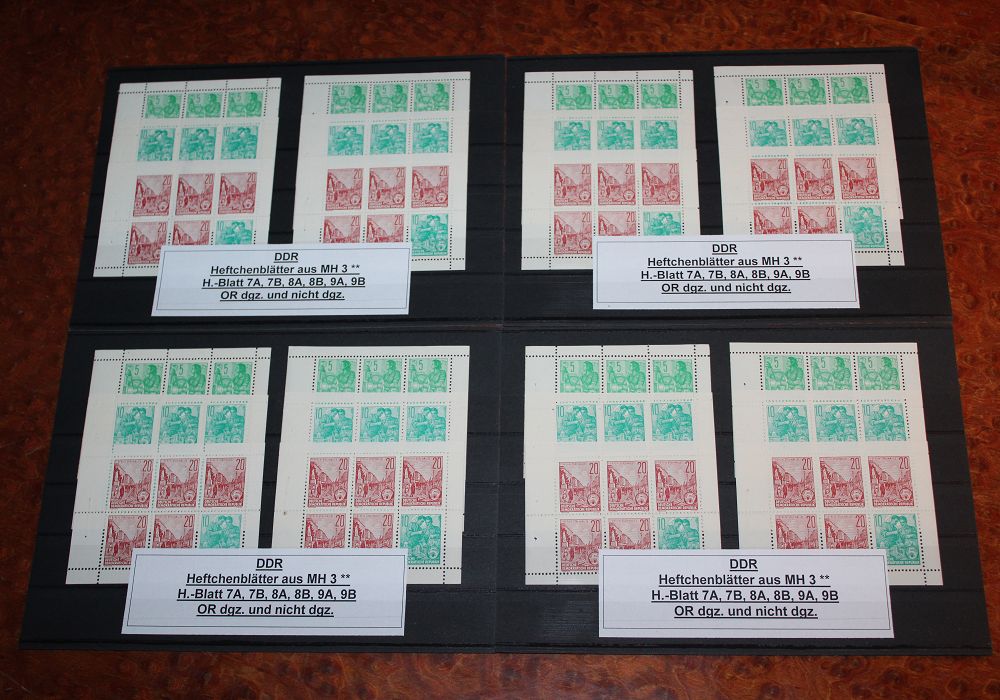 DDR
Heftchenblätter aus MH 3 **
H.-Blatt 7A, 7B, 8A, 8B, 9A, 9B
OR dgz. und nicht dgz.
DDR
Heftchenblätter aus MH 3 **
H.-Blatt 7A, 7B, 8A, 8B, 9A, 9B
OR dgz. und nicht dgz.
DDR
Heftchenblätter aus MH 3 **
H.-Blatt 7A, 7B, 8A, 8B, 9A, 9B
OR dgz. und nicht dgz.
DDR
Heftchenblätter aus MH 3 **
H.-Blatt 7A, 7B, 8A, 8B, 9A, 9B
OR dgz. und nicht dgz.